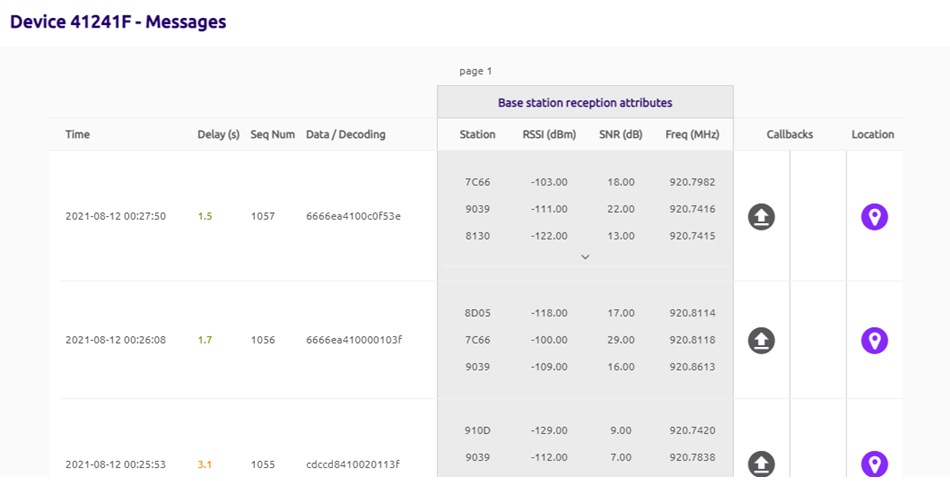 Device 41241F - Messages
page 1
Base station reception attributes
Time Delay (s) Seq Num Data / Decoding Station RSSI (dBm) SNR (dB) Freq (MHz) Callbacks Location
7C66 -103.00 18.00 920.7982
2021-08-12 00:27:50 1.5 1057 6666ea4100c0f53e 9039 -111.00 22.00 920.7416
8130 -122.00 13.00 920.7415
8D05 -118.00 17.00 920.8114
2021-08-12 00:26:08 1.7 1056 6666ea410000103f 7C66 -100.00 29.00 920.8118
9039 -109.00 16.00 920.8613
910D -129.00 9.00 920.7420
2021-08-12 00:25:53 3.1 1055 cdccd8410020113f 9039 -112.00 7.00 920.7838